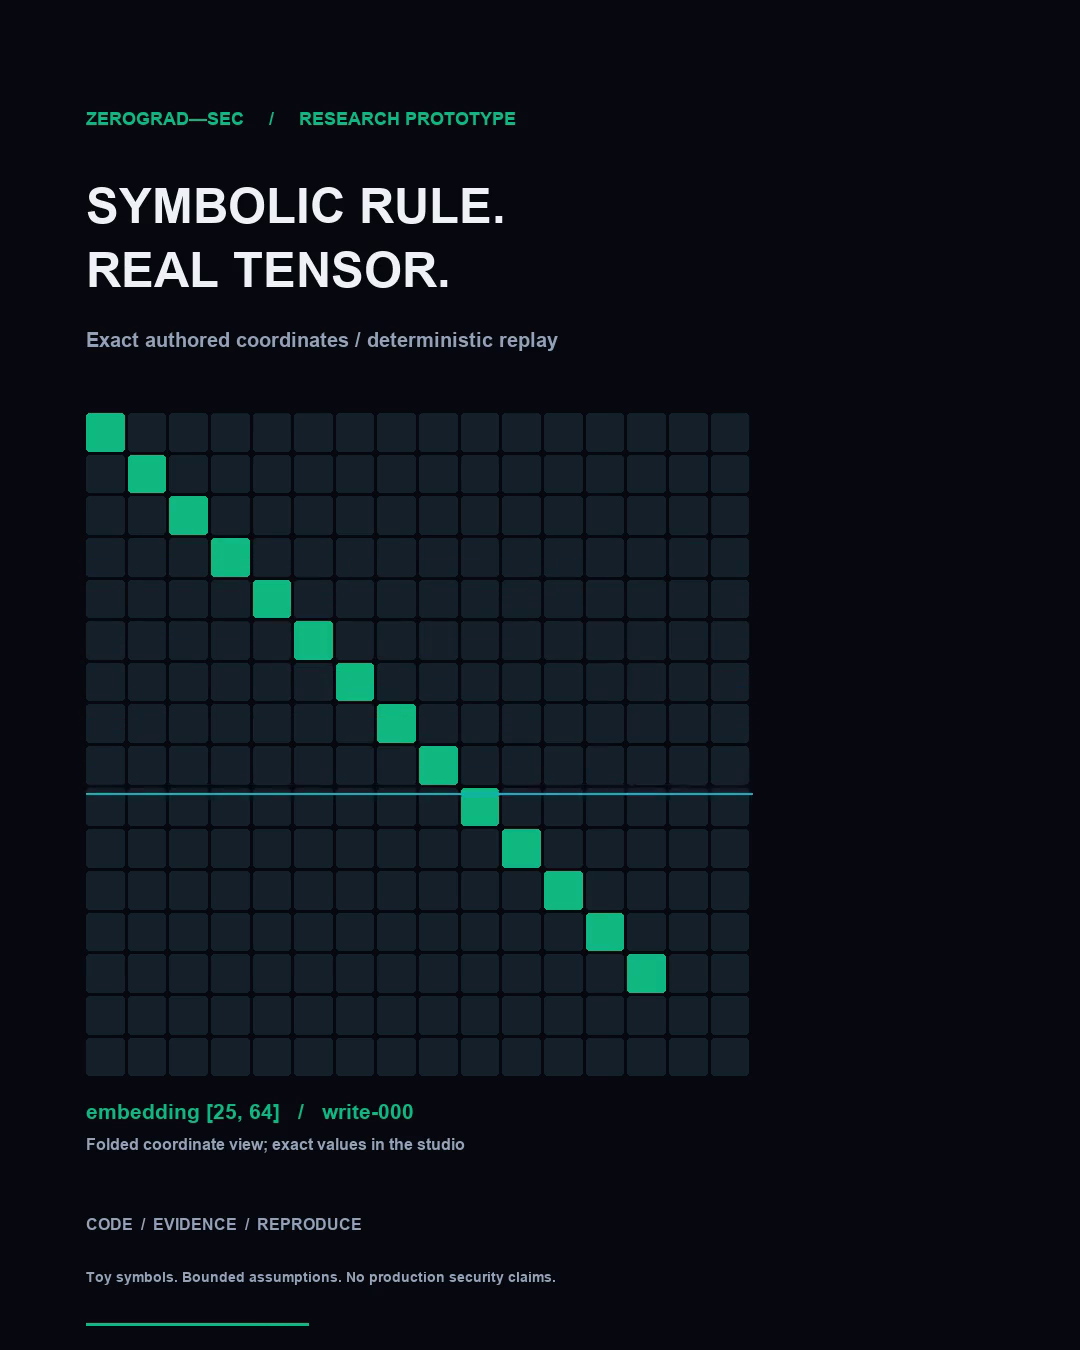 ZEROGRAD—SEC / RESEARCH PROTOTYPE
SYMBOLIC RULE.
REAL TENSOR.
Exact authored coordinates / deterministic replay
embedding [25, 64] / write-000
Folded coordinate view; exact values in the studio
CODE / EVIDENCE / REPRODUCE
Toy symbols. Bounded assumptions. No production security claims.